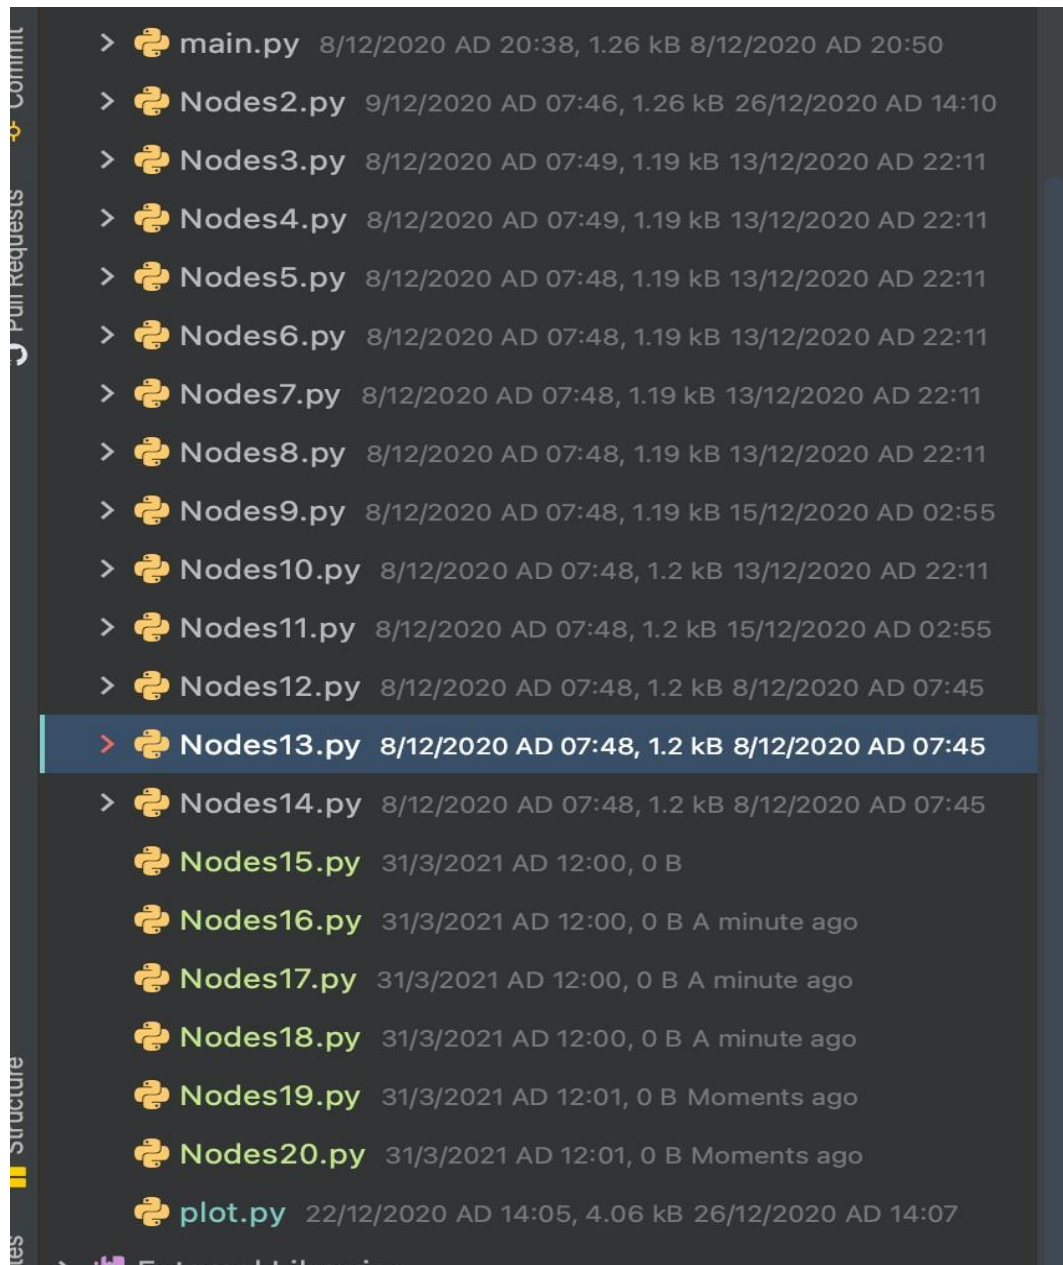 Commit
Pull Requests
Structure
main.py 8/12/2020 AD 20:38, 1.26 kB 8/12/2020 AD 20:50
Nodes2.py 9/12/2020 AD 07:46, 1.26 kB 26/12/2020 AD 14:10
Nodes3.py 8/12/2020 AD 07:49, 1.19 kB 13/12/2020 AD 22:11
Nodes4.py 8/12/2020 AD 07:49, 1.19 kB 13/12/2020 AD 22:11
Nodes5.py 8/12/2020 AD 07:48, 1.19 kB 13/12/2020 AD 22:11
Nodes6.py 8/12/2020 AD 07:48, 1.19 kB 13/12/2020 AD 22:11
Nodes7.py 8/12/2020 AD 07:48, 1.19 kB 13/12/2020 AD 22:11
Nodes8.py 8/12/2020 AD 07:48, 1.19 kB 13/12/2020 AD 22:11
Nodes9.py 8/12/2020 AD 07:48, 1.19 kB 15/12/2020 AD 02:55
Nodes10.py 8/12/2020 AD 07:48, 1.2 kB 13/12/2020 AD 22:11
Nodes11.py 8/12/2020 AD 07:48, 1.2 kB 15/12/2020 AD 02:55
Nodes12.py 8/12/2020 AD 07:48, 1.2 kB 8/12/2020 AD 07:45
Nodes13.py 8/12/2020 AD 07:48, 1.2 kB 8/12/2020 AD 07:45
Nodes14.py 8/12/2020 AD 07:48, 1.2 kB 8/12/2020 AD 07:45
Nodes15.py 31/3/2021 AD 12:00, 0 B
Nodes16.py 31/3/2021 AD 12:00, 0 B A minute ago
Nodes17.py 31/3/2021 AD 12:00, 0 B A minute ago
Nodes18.py 31/3/2021 AD 12:00, 0 B A minute ago
Nodes19.py 31/3/2021 AD 12:01, 0 B Moments ago
Nodes20.py 31/3/2021 AD 12:01, 0 B Moments ago
plot.py 22/12/2020 AD 14:05, 4.06 kB 26/12/2020 AD 14:07